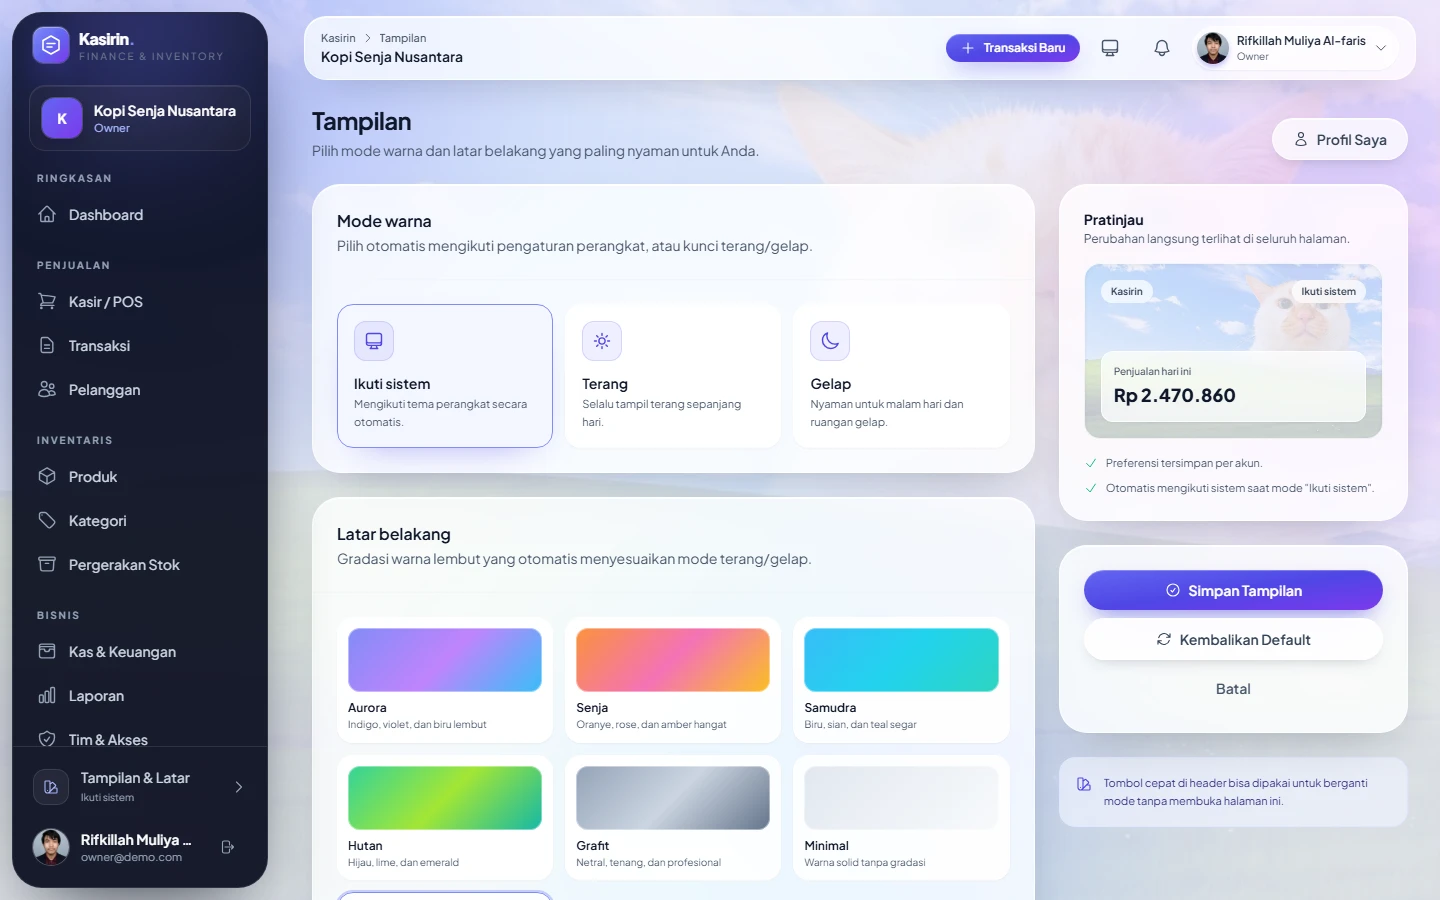 Kasirin.
FINANCE & INVENTORY
K
Kopi Senja Nusantara
Owner
RINGKASAN
Dashboard
PENJUALAN
Kasir / POS
Transaksi
Pelanggan
INVENTARIS
Produk
Kategori
Pergerakan Stok
BISNIS
Kas & Keuangan
Laporan
Tim & Akses
Tampilan & Latar
Ikuti sistem
Rifkillah Muliya ...
owner@demo.com
Kasirin > Tampilan
Kopi Senja Nusantara
Transaksi Baru
Rifkillah Muliya Al-faris
Owner
Tampilan
Pilih mode warna dan latar belakang yang paling nyaman untuk Anda.
Profil Saya
Mode warna
Pilih otomatis mengikuti pengaturan perangkat, atau kunci terang/gelap.
Ikuti sistem
Mengikuti tema perangkat secara
otomatis.
Terang
Selalu tampil terang sepanjang
hari.
Gelap
Nyaman untuk malam hari dan
ruangan gelap.
Latar belakang
Gradasi warna lembut yang otomatis menyesuaikan mode terang/gelap.
Aurora
Indigo, violet, dan biru lembut
Senja
Oranye, rose, dan amber hangat
Samudra
Biru, sian, dan teal segar
Hutan
Hijau, lime, dan emerald
Grafit
Netral, tenang, dan profesional
Minimal
Warna solid tanpa gradasi
Pratinjau
Perubahan langsung terlihat di seluruh halaman.
Kasirin
Ikuti sistem
Penjualan hari ini
Rp 2.470.860
Preferensi tersimpan per akun.
Otomatis mengikuti sistem saat mode "Ikuti sistem".
Simpan Tampilan
Kembalikan Default
Batal
Tombol cepat di header bisa dipakai untuk berganti
mode tanpa membuka halaman ini.